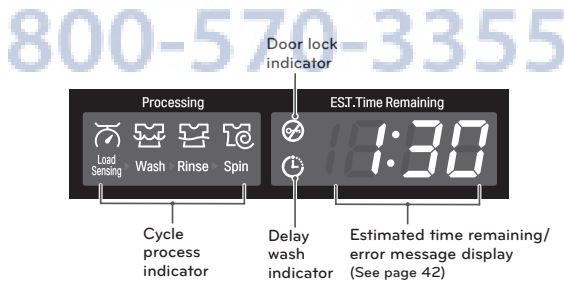 800-570-3355
Door lock
indicator
Processing
EST.Time Remaining
Load
Sensing
Wash
Rinse
Spin
1:30
Cycle
process
indicator
Delay
wash
indicator
Estimated time remaining/
error message display
(See page 42)